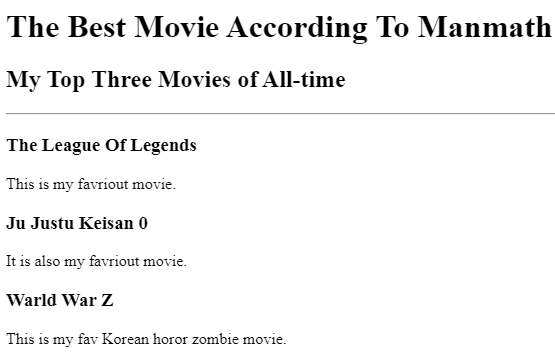 The Best Movie According To Manmath
My Top Three Movies of All-time
The League Of Legends
This is my favriout movie.
Ju Justu Keisan 0
It is also my favriout movie.
Warld War Z
This is my fav Korean horor zombie movie.